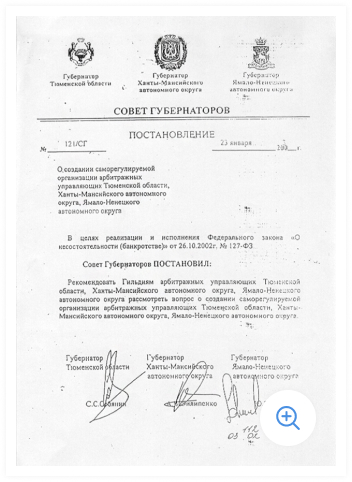 Губернатор
Тюменской области
Губернатор
Ханты-Мансийского
автономного округа
Губернатор
Ямало-Ненецкого
автономного округа
СОВЕТ ГУБЕРНАТОРОВ
ПОСТАНОВЛЕНИЕ
№ 121/СГ
23 января 200 г.
О создании саморегулируемой
организации арбитражных
управляющих Тюменской области,
Ханты-Мансийского автономного
округа, Ямало-Ненецкого
автономного округа
В целях реализации и исполнения Федерального закона «О
несостоятельности (банкротстве)» от 26.10.2002г. № 127-ФЗ
Совет Губернаторов ПОСТАНОВИЛ:
Рекомендовать Гильдиям арбитражных управляющих Тюменской
области, Ханты-Мансийского автономного округа, Ямало-Ненецкого
автономного округа рассмотреть вопрос о создании саморегулируемой
организации арбитражных управляющих Тюменской области, Ханты-
Мансийского автономного округа, Ямало-Ненецкого автономного округа.
Губернатор
Тюменской области
Губернатор
Ханты-Мансийского
автономного округа
Губернатор
Ямало-Ненецкого
автономного округа
С.С.Собянин
Филипенко